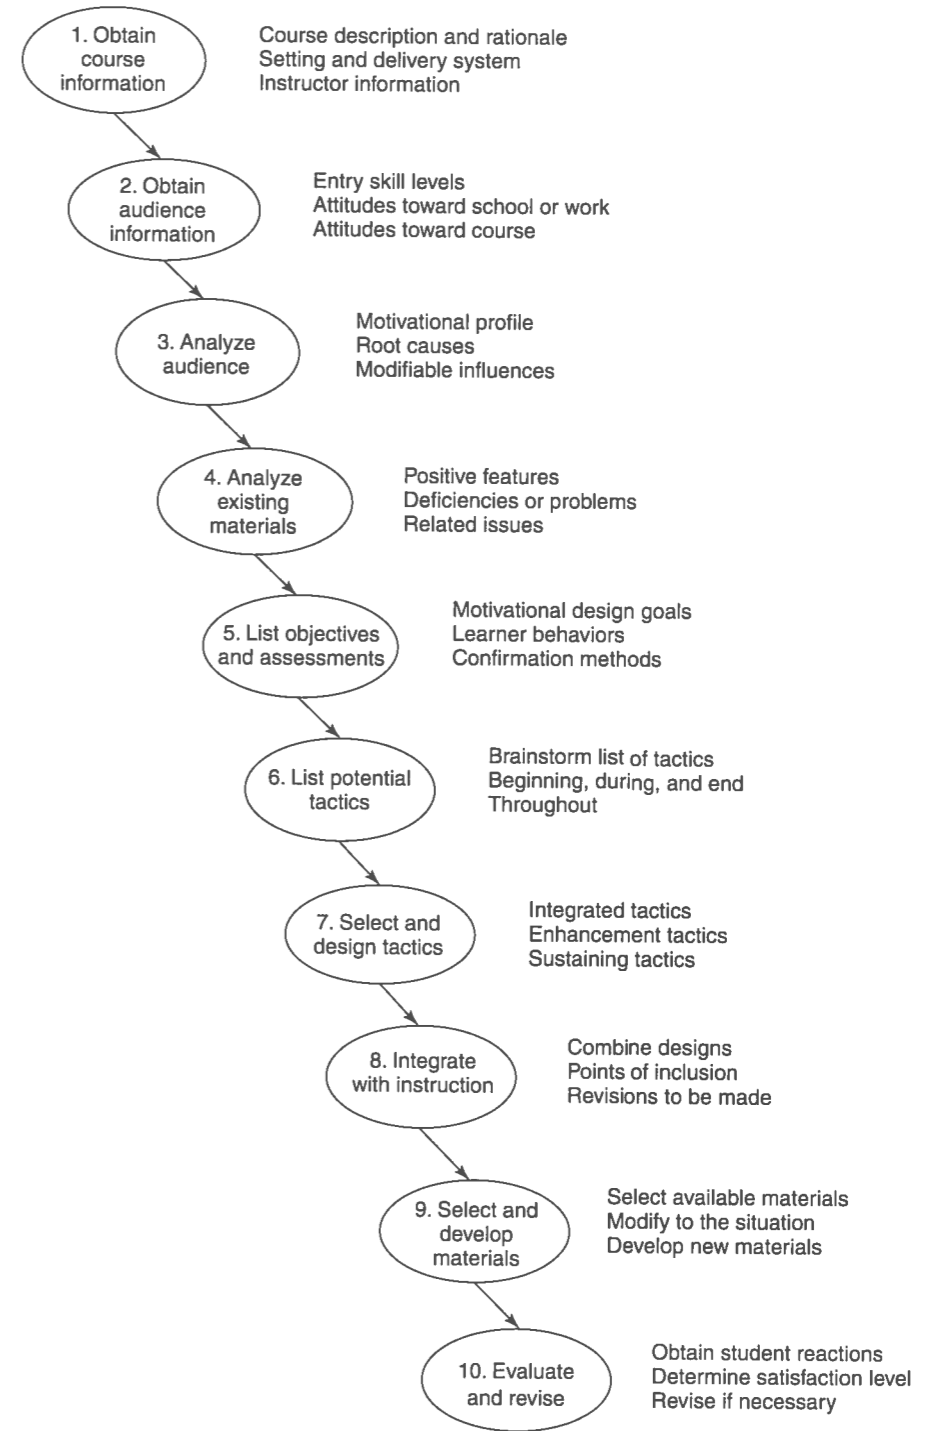 1. Obtain
course
information
Course description and rationale
Setting and delivery system
Instructor information
2. Obtain
audience
information
Entry skill levels
Attitudes toward school or work
Attitudes toward course
3. Analyze
audience
Motivational profile
Root causes
Modifiable influences
4. Analyze
existing
materials
Positive features
Deficiencies or problems
Related issues
5. List objectives
and assessments
Motivational design goals
Learner behaviors
Confirmation methods
6. List potential
tactics
Brainstorm list of tactics
Beginning, during, and end
Throughout
7. Select and
design tactics
Integrated tactics
Enhancement tactics
Sustaining tactics
8. Integrate
with instruction
Combine designs
Points of inclusion
Revisions to be made
9. Select and
develop
materials
Select available materials
Modify to the situation
Develop new materials
10. Evaluate
and revise
Obtain student reactions
Determine satisfaction level
Revise if necessary